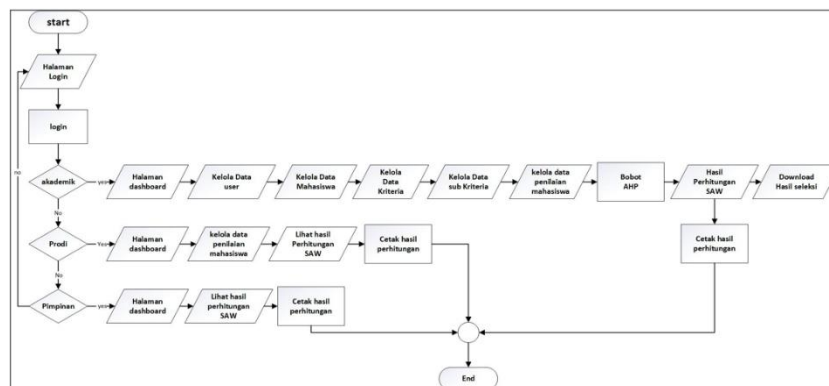 start
Halaman
Login
login
no
akademik
yes
Halaman
dashboard
Kelola Data
user
Kelola Data
Mahasiswa
Kelola
Data
Kriteria
Kelola Data
sub Kriteria
kelola data
penilaian
mahasiswa
Bobot
AHP
Hasil
Perhitungan
SAW
Download
Hasil seleksi
No
Prodi
Yes
Halaman
dashboard
kelola data
penilaian
mahasiswa
Lihat hasil
Perhitungan
SAW
Cetak hasil
perhitungan
Cetak hasil
perhitungan
No
Pimpinan
yes
Halaman
dashboard
Lihat hasil
perhitungan
SAW
Cetak hasil
perhitungan
End